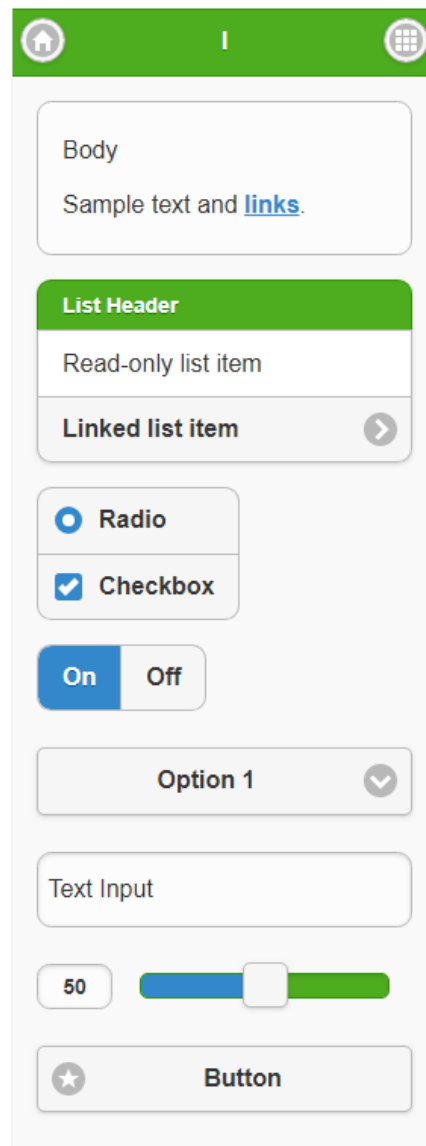 I
Body
Sample text and links.
List Header
Read-only list item
Linked list item
Radio
Checkbox
On Off
Option 1
Text Input
50
Button